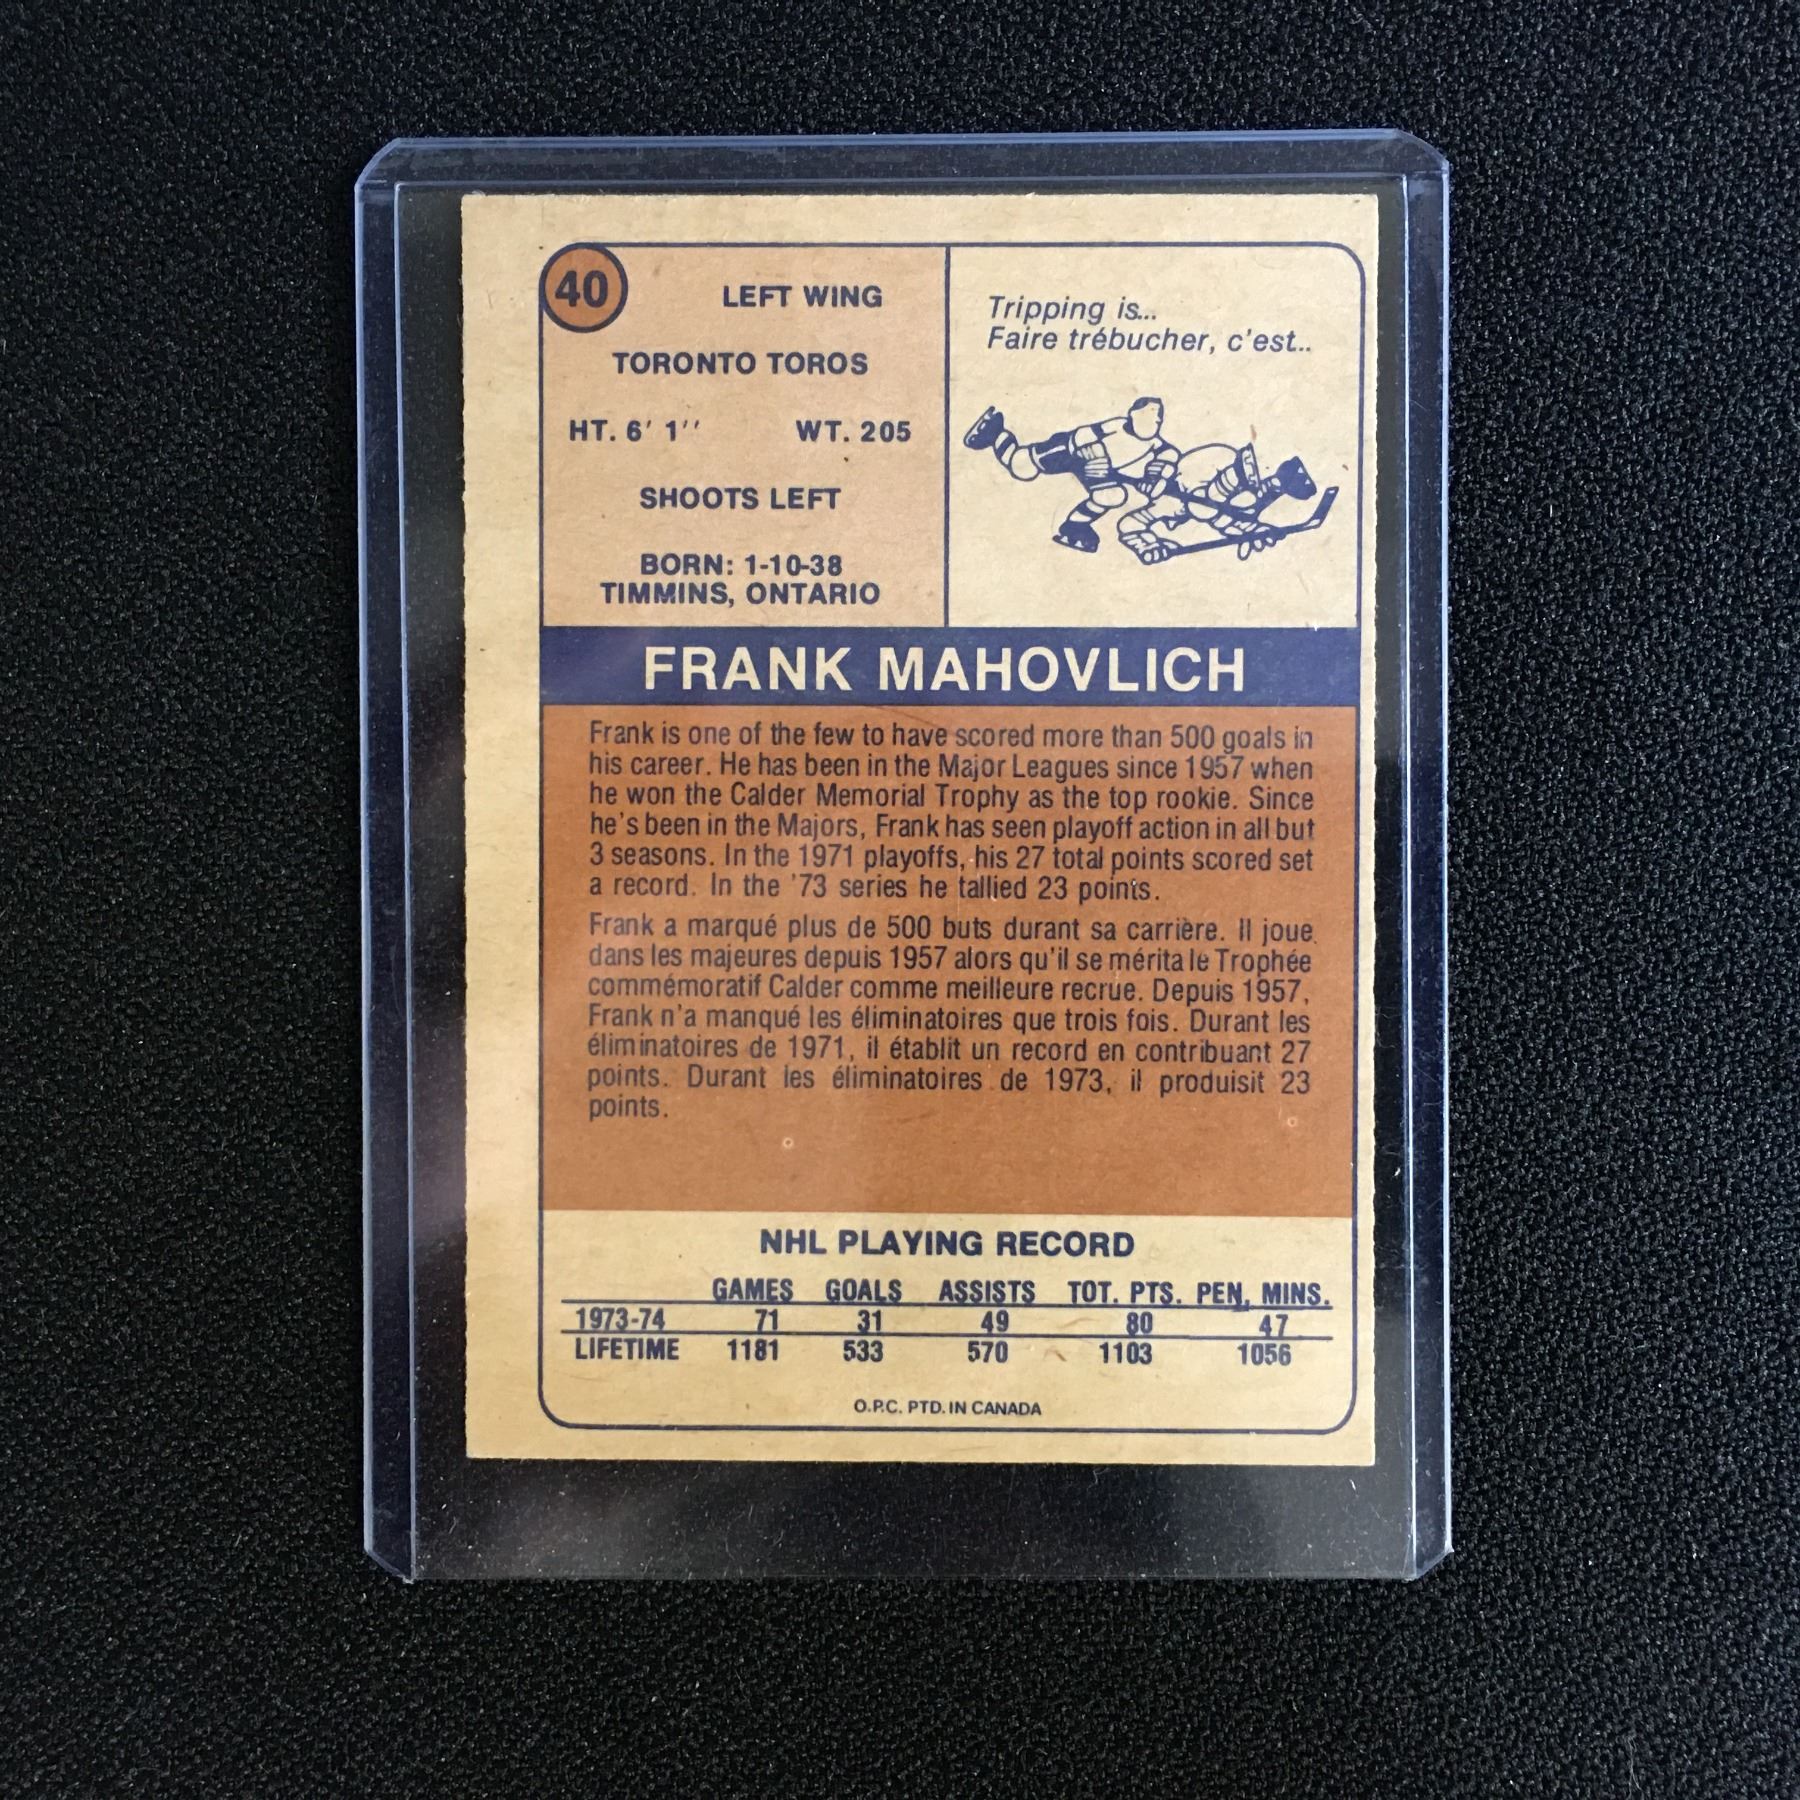 40
LEFT WING
TORONTO TOROS
HT. 6' 1'' WT. 205
SHOOTS LEFT
BORN: 1-10-38
TIMMINS, ONTARIO
Tripping is...
Faire trébucher, c'est..
FRANK MAHOVLICH
Frank is one of the few to have scored more than 500 goals in
his career. He has been in the Major Leagues since 1957 when
he won the Calder Memorial Trophy as the top rookie. Since
he's been in the Majors, Frank has seen playoff action in all but
3 seasons. In the 1971 playoffs, his 27 total points scored set
a record. In the '73 series he tallied 23 points.
Frank a marqué plus de 500 buts durant sa carrière. Il joue
dans les majeures depuis 1957 alors qu'il se mérita le Trophée
commémoratif Calder comme meilleure recrue. Depuis 1957,
Frank n'a manqué les éliminatoires que trois fois. Durant les
éliminatoires de 1971, il établit un record en contribuant 27
points. Durant les éliminatoires de 1973, il produisit 23
points.
NHL PLAYING RECORD
GAMES GOALS ASSISTS TOT. PTS. PEN. MINS.
1973-74 71 31 49 80 47
LIFETIME 1181 533 570 1103 1056
O.P.C. PTD. IN CANADA